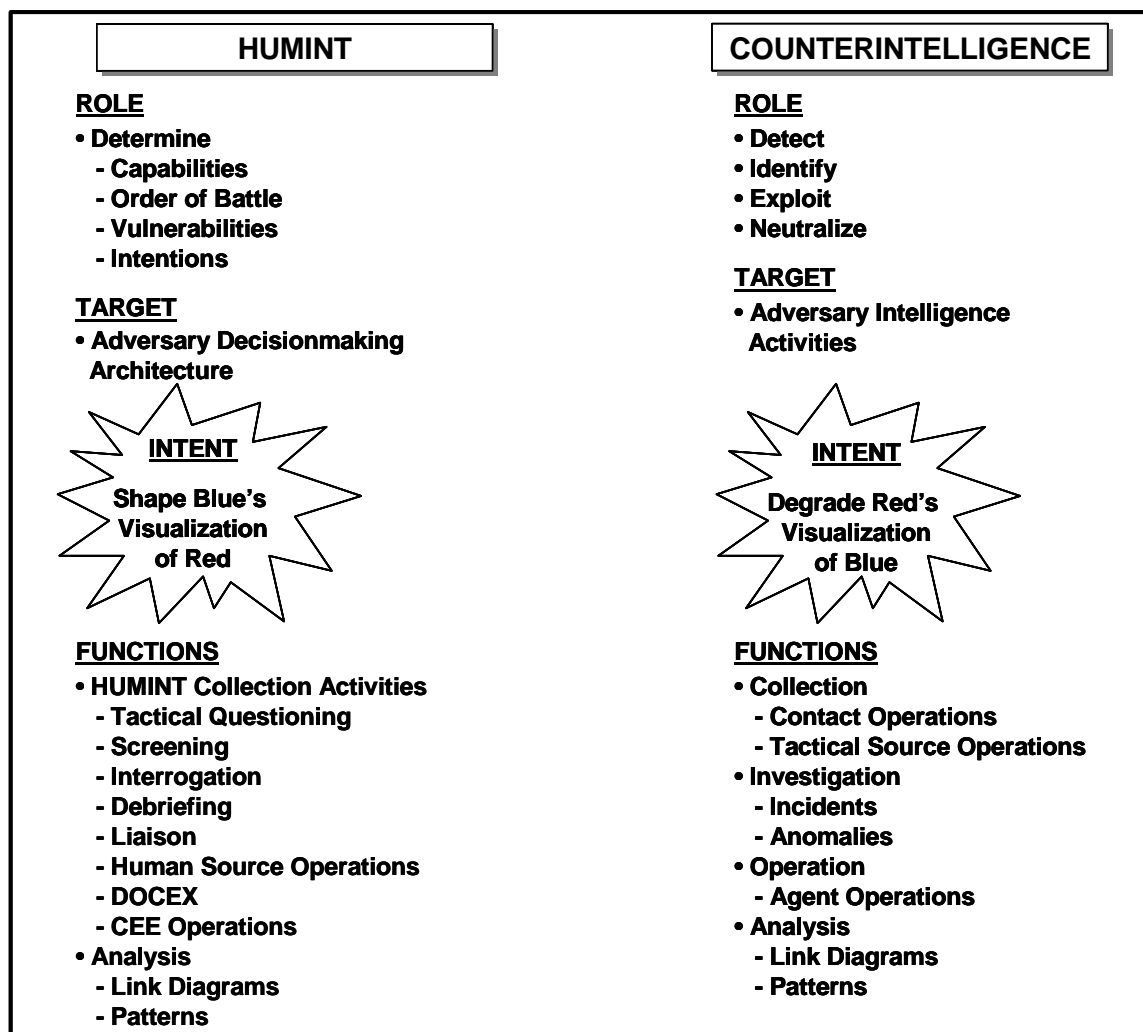 HUMINT
ROLE
• Determine
- Capabilities
- Order of Battle
- Vulnerabilities
- Intentions
TARGET
• Adversary Decisionmaking
Architecture
INTENT
Shape Blue's
Visualization
of Red
FUNCTIONS
• HUMINT Collection Activities
- Tactical Questioning
- Screening
- Interrogation
- Debriefing
- Liaison
- Human Source Operations
- DOCEX
- CEE Operations
• Analysis
- Link Diagrams
- Patterns
COUNTERINTELLIGENCE
ROLE
• Detect
• Identify
• Exploit
• Neutralize
TARGET
• Adversary Intelligence
Activities
INTENT
Degrade Red's
Visualization
of Blue
FUNCTIONS
• Collection
- Contact Operations
- Tactical Source Operations
• Investigation
- Incidents
- Anomalies
• Operation
- Agent Operations
• Analysis
- Link Diagrams
- Patterns